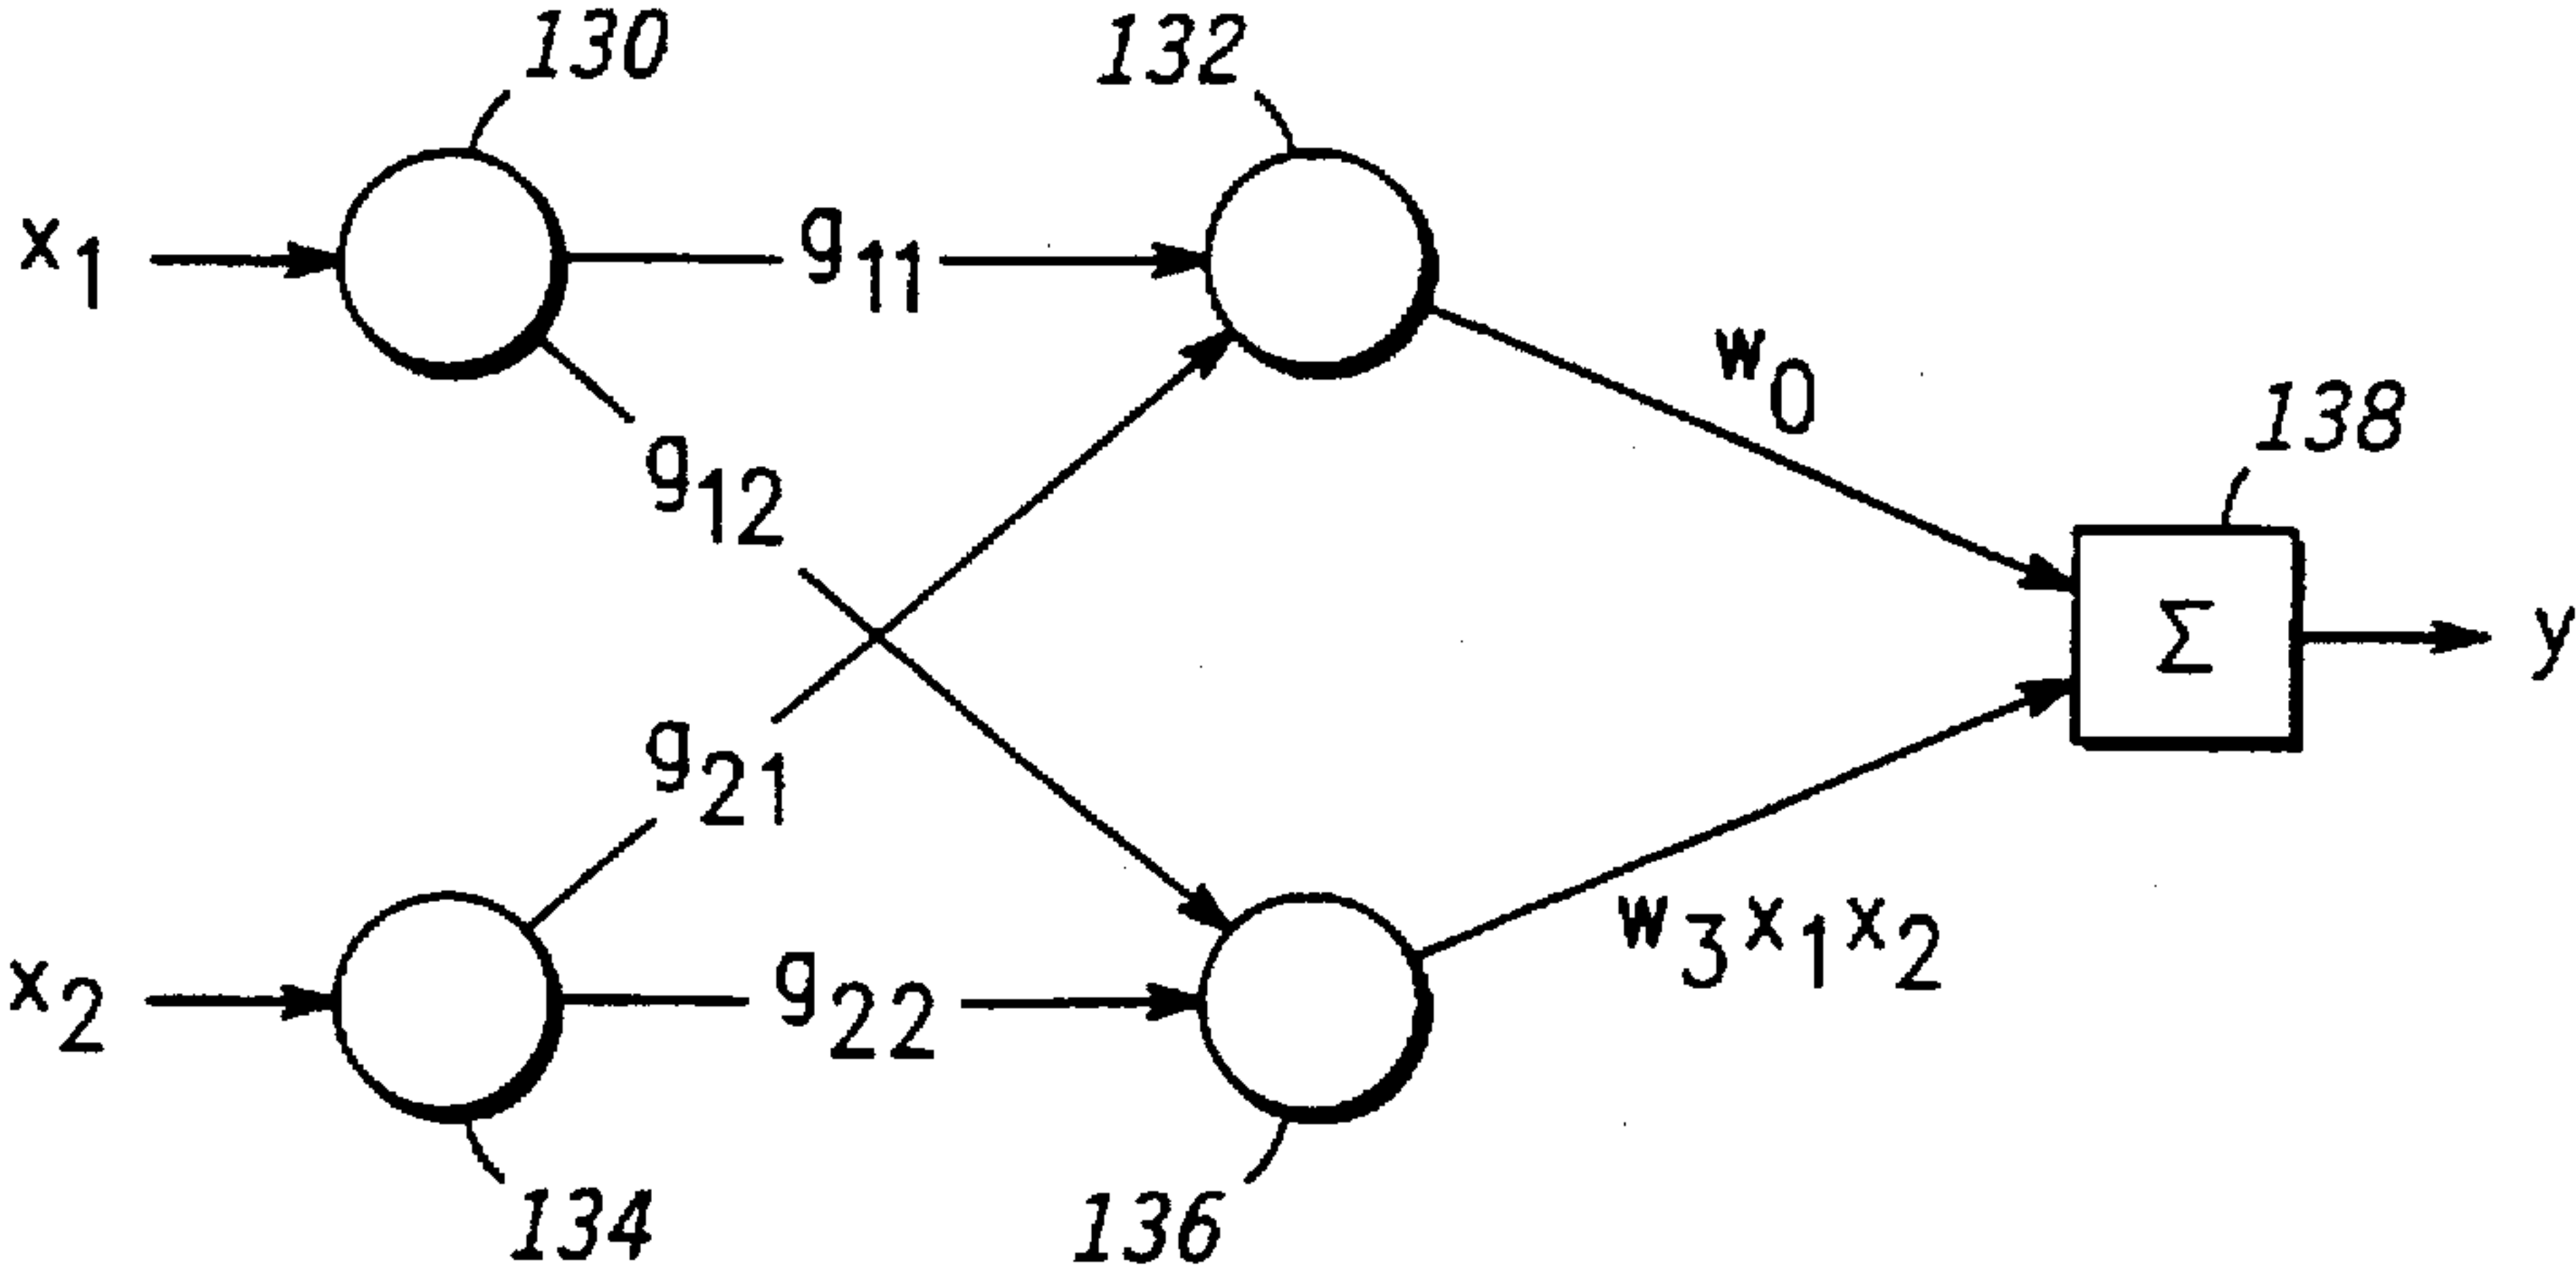 130
132
x₁
g₁₁
w₀
138
g₁₂
Σ
y
g₂₁
w₃x₁x₂
x₂
g₂₂
134
136